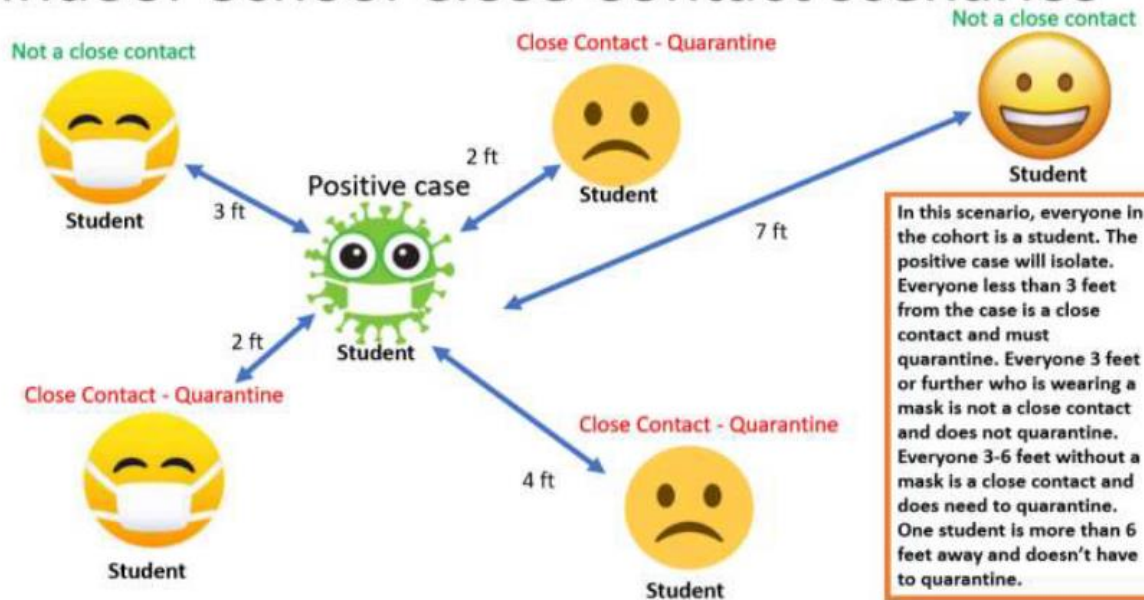 Indoor School Close Contact Scenario
Not a close contact
Student
3 ft
Close Contact - Quarantine
Student
2 ft
Not a close contact
Student
7 ft
Positive case
Student
2 ft
Close Contact - Quarantine
Student
4 ft
Close Contact - Quarantine
Student
In this scenario, everyone in
the cohort is a student. The
positive case will isolate.
Everyone less than 3 feet
from the case is a close
contact and must
quarantine. Everyone 3 feet
or further who is wearing a
mask is not a close contact
and does not quarantine.
Everyone 3-6 feet without a
mask is a close contact and
does need to quarantine.
One student is more than 6
feet away and doesn't have
to quarantine.